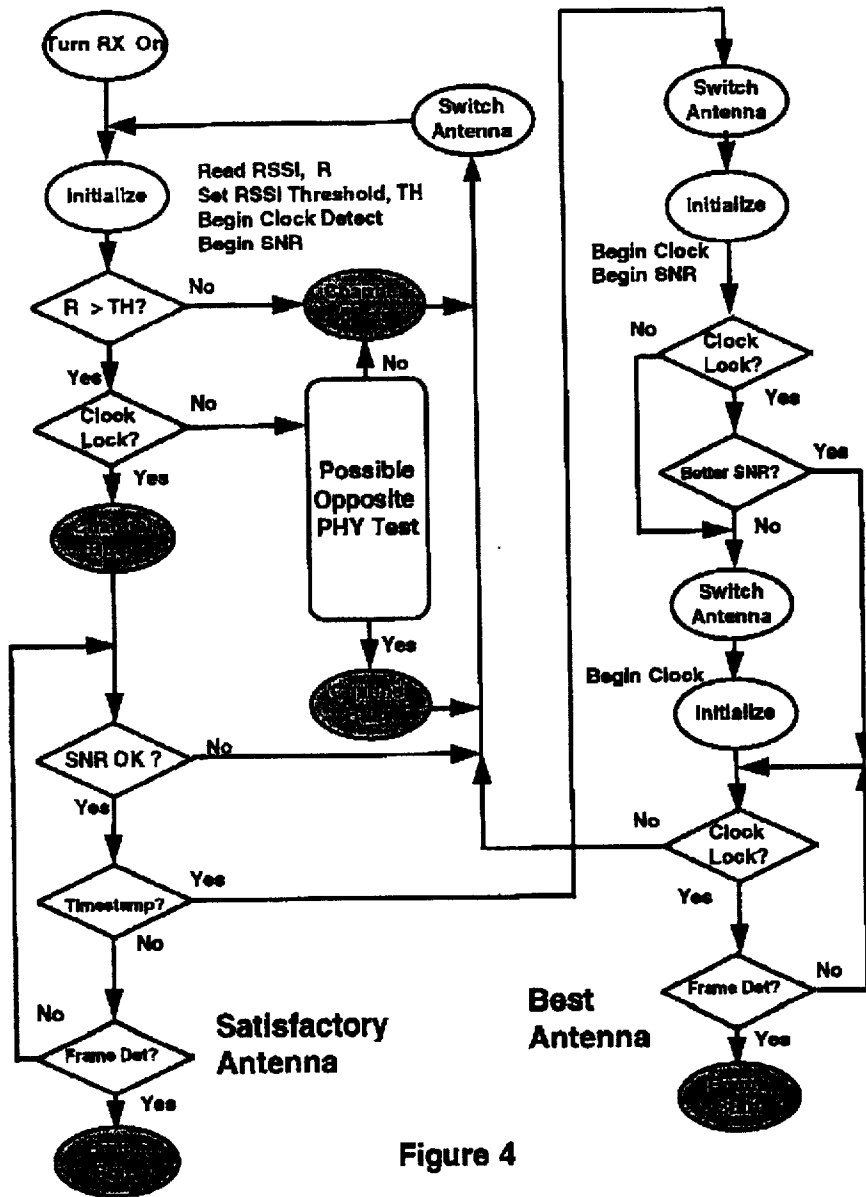 Turn RX On
Switch
Antenna
Initialize
Read RSSI, R
Set RSSI Threshold, TH
Begin Clock Detect
Begin SNR
R > TH?
No
Yes
No
Clock
Lock?
No
Yes
Possible
Opposite
PHY Test
Yes
SNR OK ?
No
Yes
Timestamp?
Yes
No
No
Frame Det?
Yes
Satisfactory
Antenna
Switch
Antenna
Initialize
Begin Clock
Begin SNR
No
Clock
Lock?
Yes
Better SNR?
Yes
No
Switch
Antenna
Begin Clock
Initialize
No
Clock
Lock?
Yes
Frame Det?
No
Yes
Best
Antenna
Figure 4